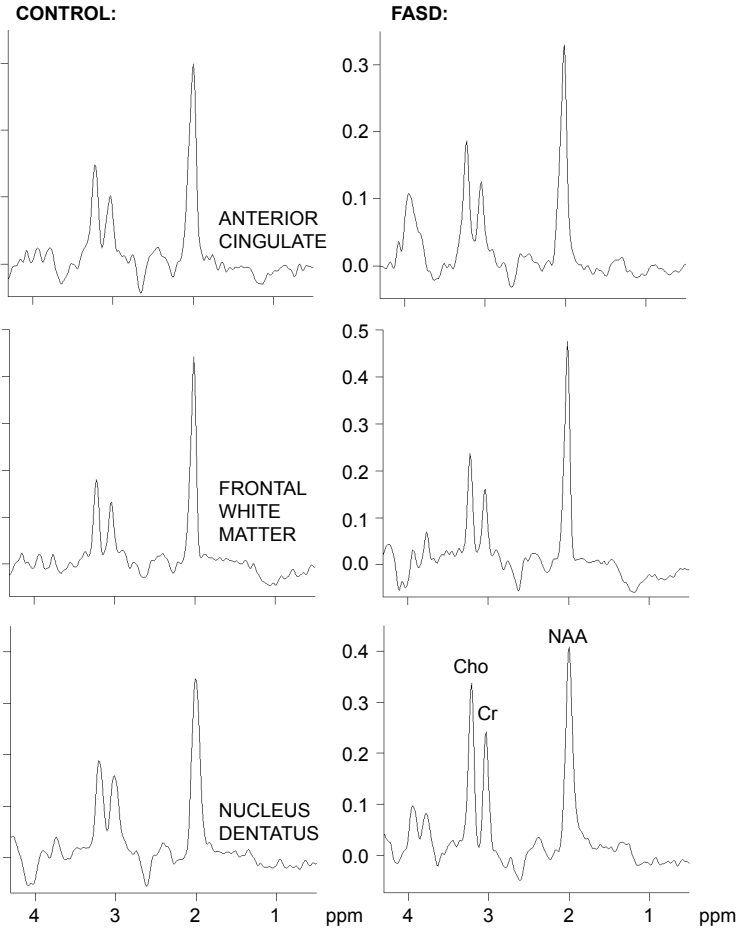 CONTROL:
FASD:
0.3
0.2
0.1
0.0
ANTERIOR
CINGULATE
0.5
0.4
0.3
0.2
0.1
0.0
FRONTAL
WHITE
MATTER
0.4
0.3
0.2
0.1
0.0
NAA
Cho
Cr
NUCLEUS
DENTATUS
4 3 2 1 ppm
4 3 2 1 ppm